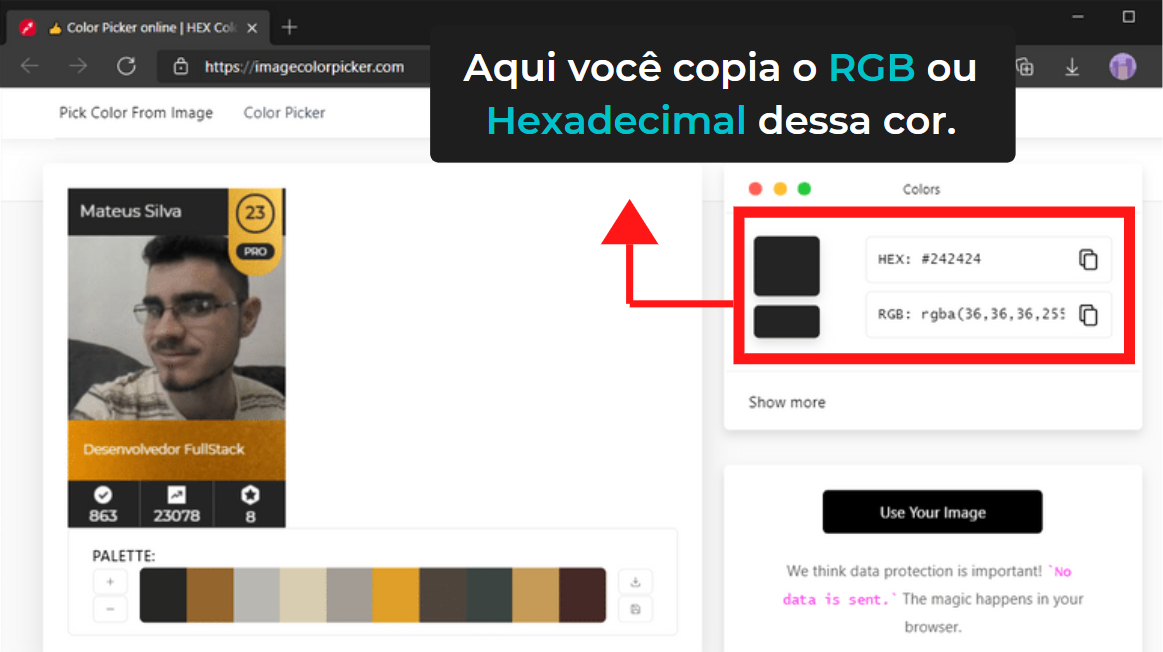 Color Picker online | HEX Col
https://imagecolorpicker.com
Aqui você copia o RGB ou
Hexadecimal dessa cor.
Pick Color From Image
Color Picker
Mateus Silva
23
PRO
Desenvolvedor FullStack
863
23078
8
PALETTE:
+
-
Colors
HEX: #242424
RGB: rgba(36,36,36,255
Show more
Use Your Image
We think data protection is important! `No
data is sent.` The magic happens in your
browser.